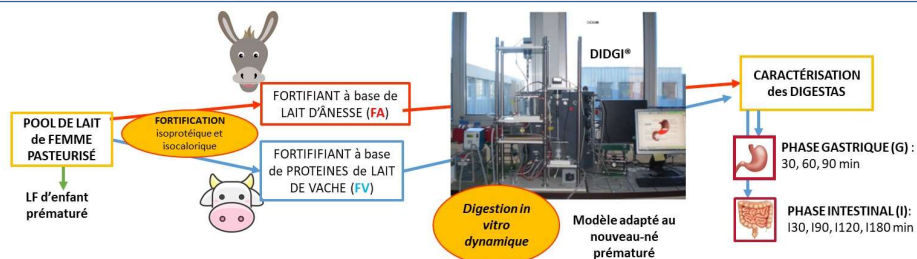 POOL DE LAIT
de FEMME
PASTEURISÉ
LF d'enfant
prématuré
FORTIFICATION
isoprotéique et
isocalorique
FORTIFIANT à base de
LAIT D'ÂNESSE (FA)
FORTIFIFIANT à base
de PROTEINES de LAIT
DE VACHE (FV)
DIDGI®
Digestion in
vitro
dynamique
Modèle adapté au
nouveau-né
prématuré
CARACTÉRISATION
des DIGESTAS
PHASE GASTRIQUE (G) :
30, 60, 90 min
PHASE INTESTINAL (I):
I30, I90, I120, I180 min